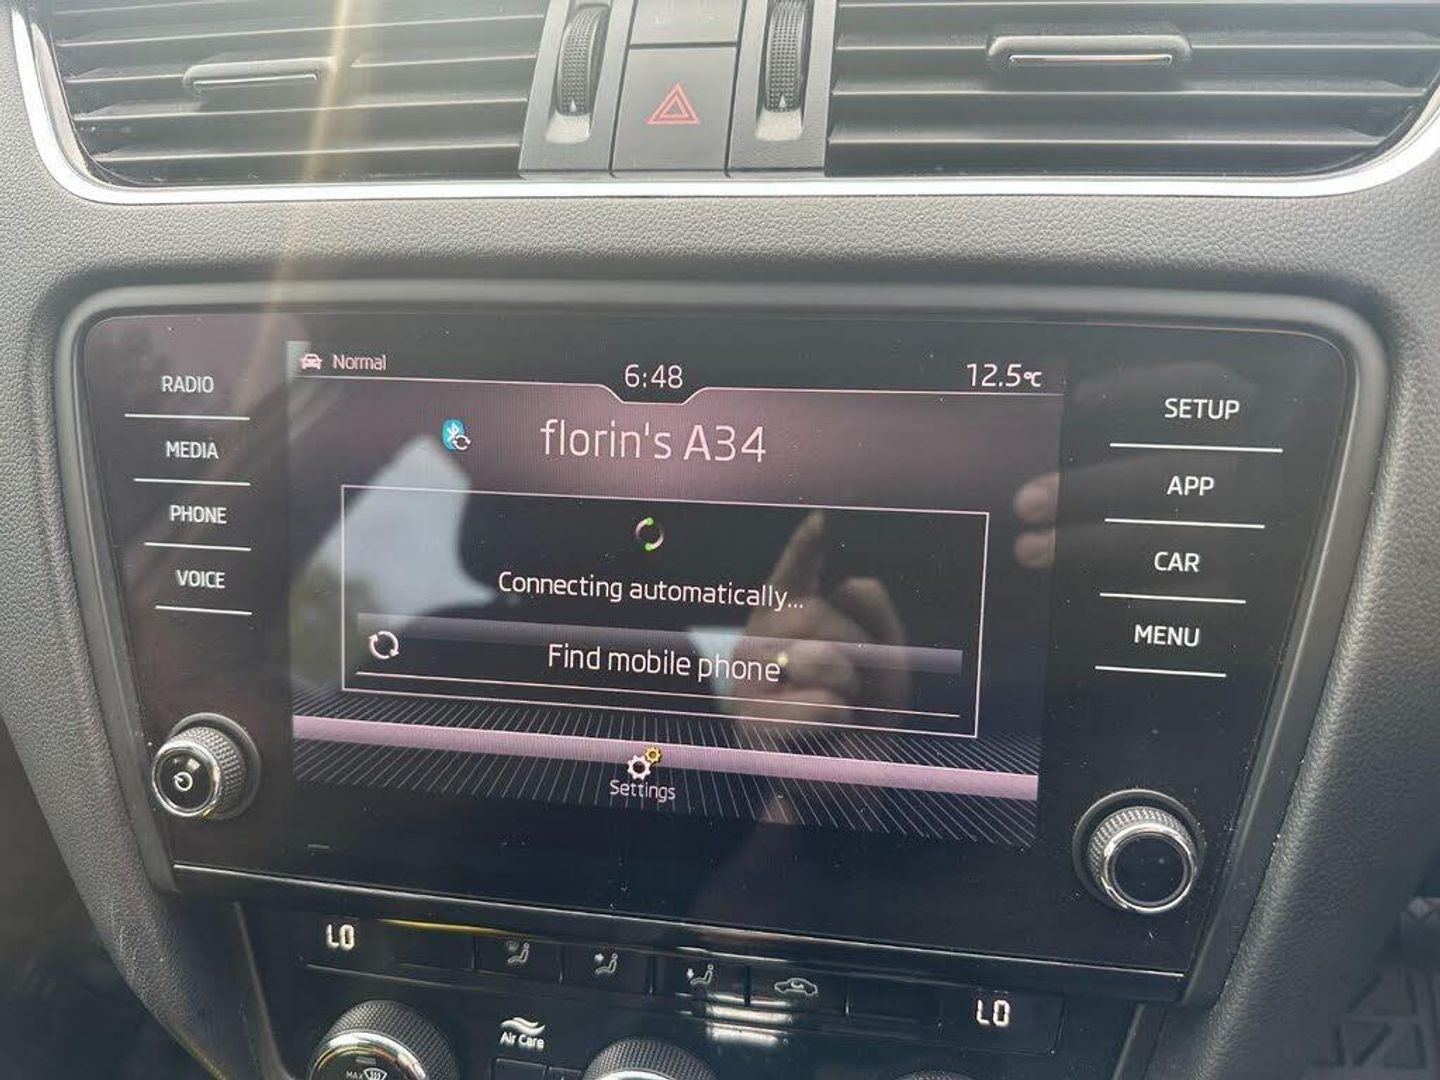 Normal
6:48
12.5°C
RADIO
MEDIA
PHONE
VOICE
florin's A34
Connecting automatically...
Find mobile phone
Settings
SETUP
APP
CAR
MENU
LO
LO
Air Care
MAX